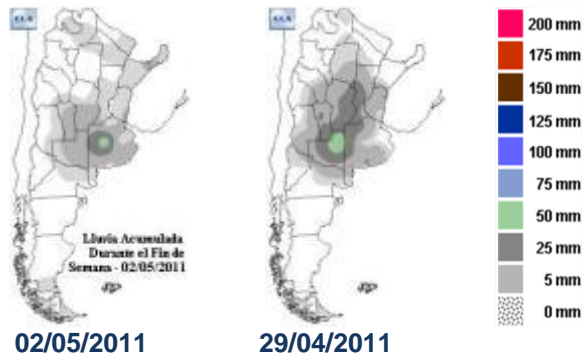 200 mm
175 mm
150 mm
125 mm
100 mm
75 mm
50 mm
25 mm
5 mm
0 mm
Lluvia Acumulada
Durante el Fin de
Semana - 02/05/2011
02/05/2011
29/04/2011